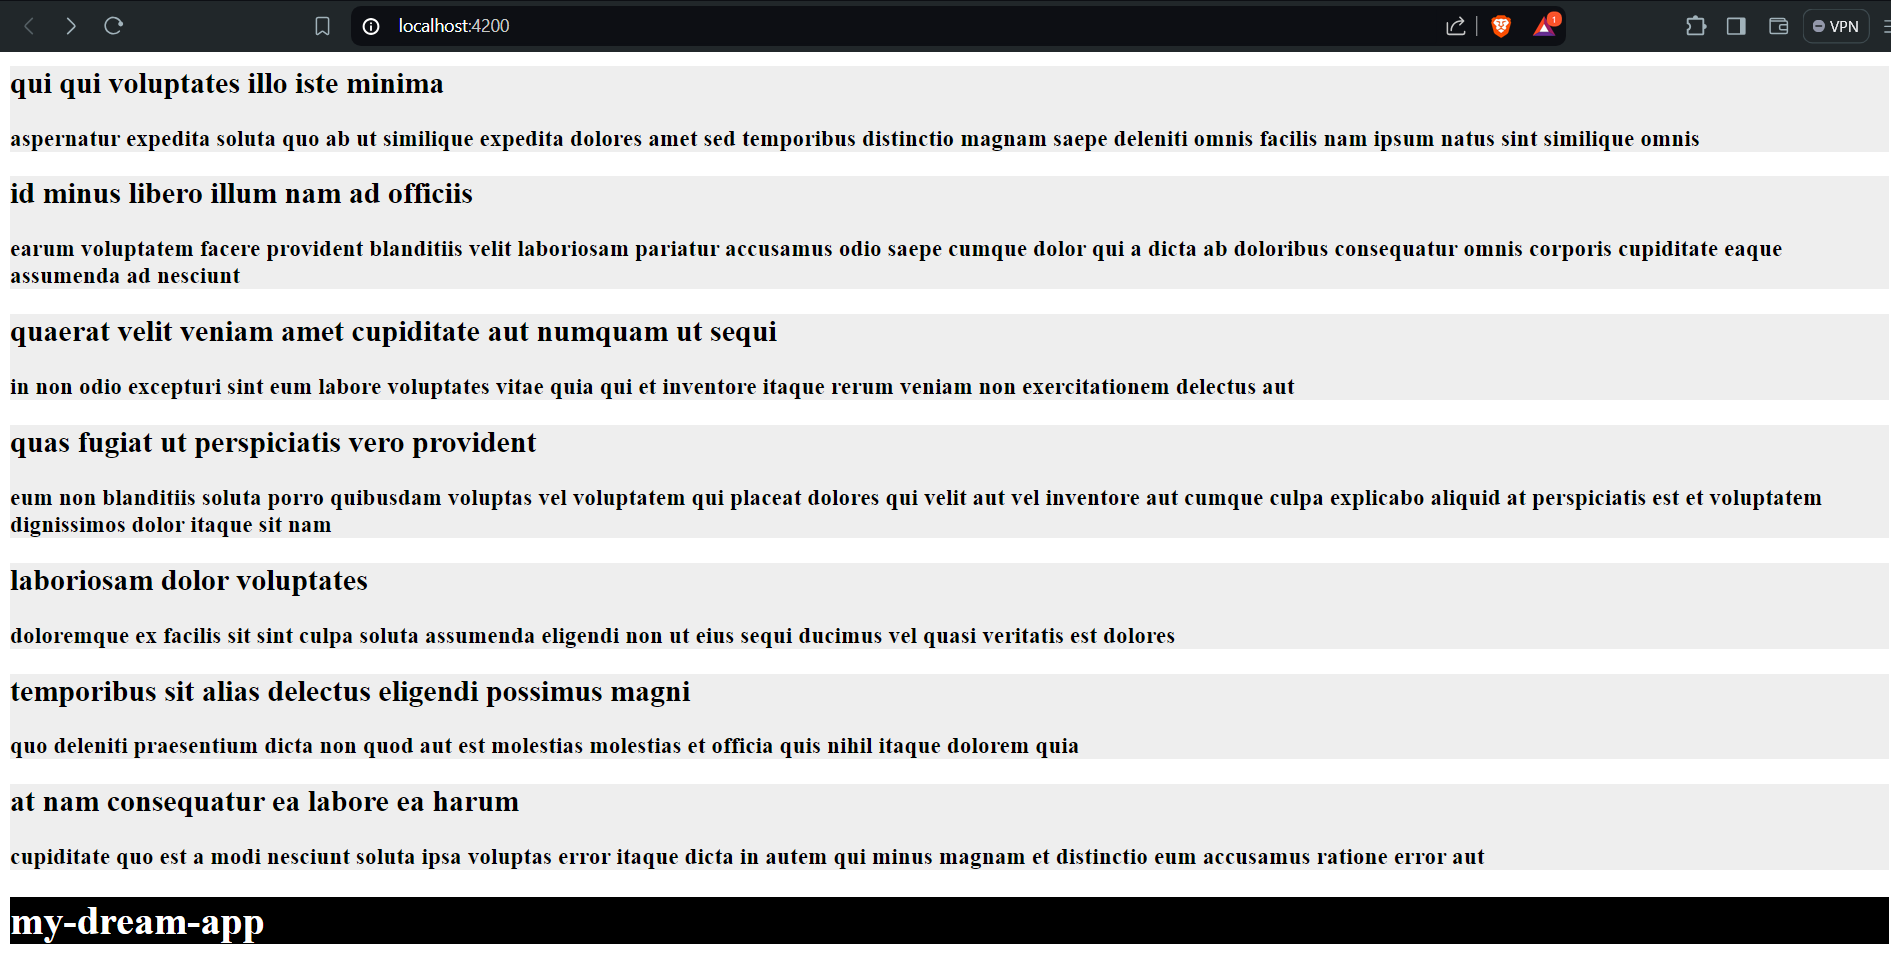 localhost:4200
1
VPN
qui qui voluptates illo iste minima
aspernatur expedita soluta quo ab ut similique expedita dolores amet sed temporibus distinctio magnam saepe deleniti omnis facilis nam ipsum natus sint similique omnis
id minus libero illum nam ad officiis
earum voluptatem facere provident blanditiis velit laboriosam pariatur accusamus odio saepe cumque dolor qui a dicta ab doloribus consequatur omnis corporis cupiditate eaque
assumenda ad nesciunt
quaerat velit veniam amet cupiditate aut numquam ut sequi
in non odio excepturi sint eum labore voluptates vitae quia qui et inventore itaque rerum veniam non exercitationem delectus aut
quas fugiat ut perspiciatis vero provident
eum non blanditiis soluta porro quibusdam voluptas vel voluptatem qui placeat dolores qui velit aut vel inventore aut cumque culpa explicabo aliquid at perspiciatis est et voluptatem
dignissimos dolor itaque sit nam
laboriosam dolor voluptates
doloremque ex facilis sit sint culpa soluta assumenda eligendi non ut eius sequi ducimus vel quasi veritatis est dolores
temporibus sit alias delectus eligendi possimus magni
quo deleniti praesentium dicta non quod aut est molestias molestias et officia quis nihil itaque dolorem quia
at nam consequatur ea labore ea harum
cupiditate quo est a modi nesciunt soluta ipsa voluptas error itaque dicta in autem qui minus magnam et distinctio eum accusamus ratione error aut
my-dream-app